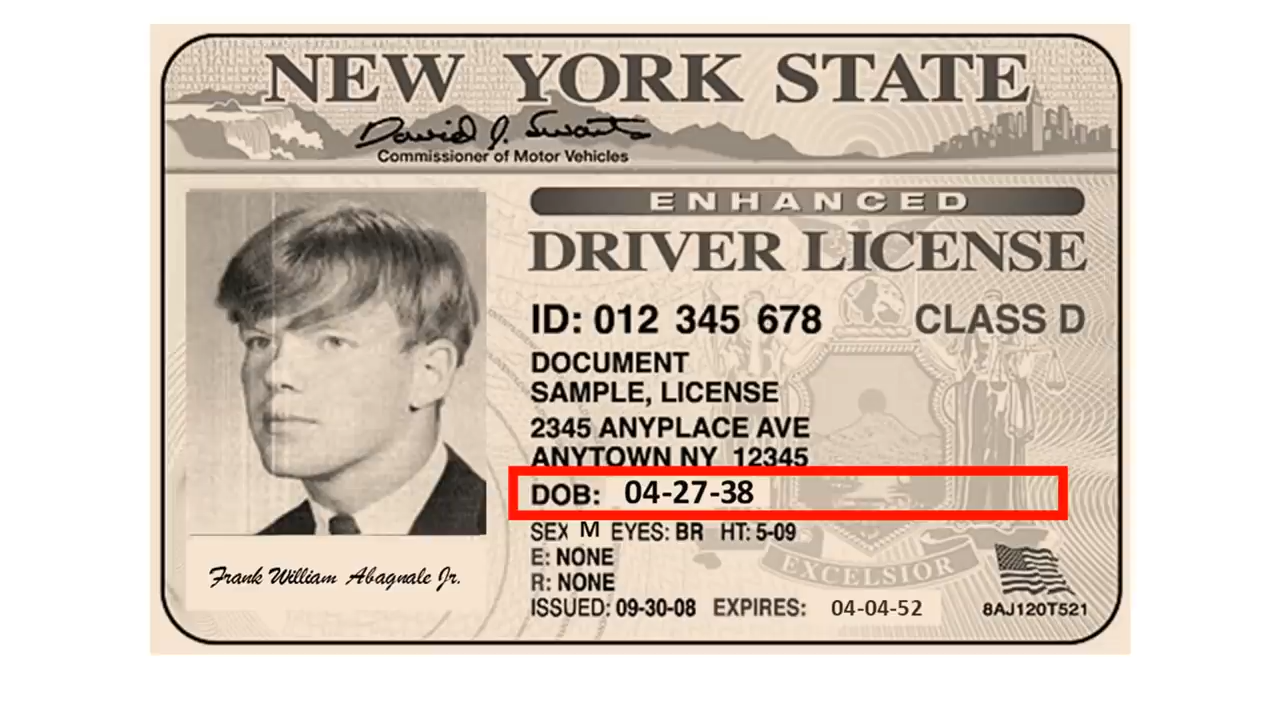 NEW YORK STATE
David J. Swarts
Commissioner of Motor Vehicles
ENHANCED
DRIVER LICENSE
ID: 012 345 678 CLASS D
DOCUMENT
SAMPLE, LICENSE
2345 ANYPLACE AVE
ANYTOWN NY 12345
DOB: 04-27-38
SEX M EYES: BR HT: 5-09
E: NONE
R: NONE
ISSUED: 09-30-08 EXPIRES: 04-04-52
EXCELSIOR
8AJ120T521
Frank William Abagnale Jr.